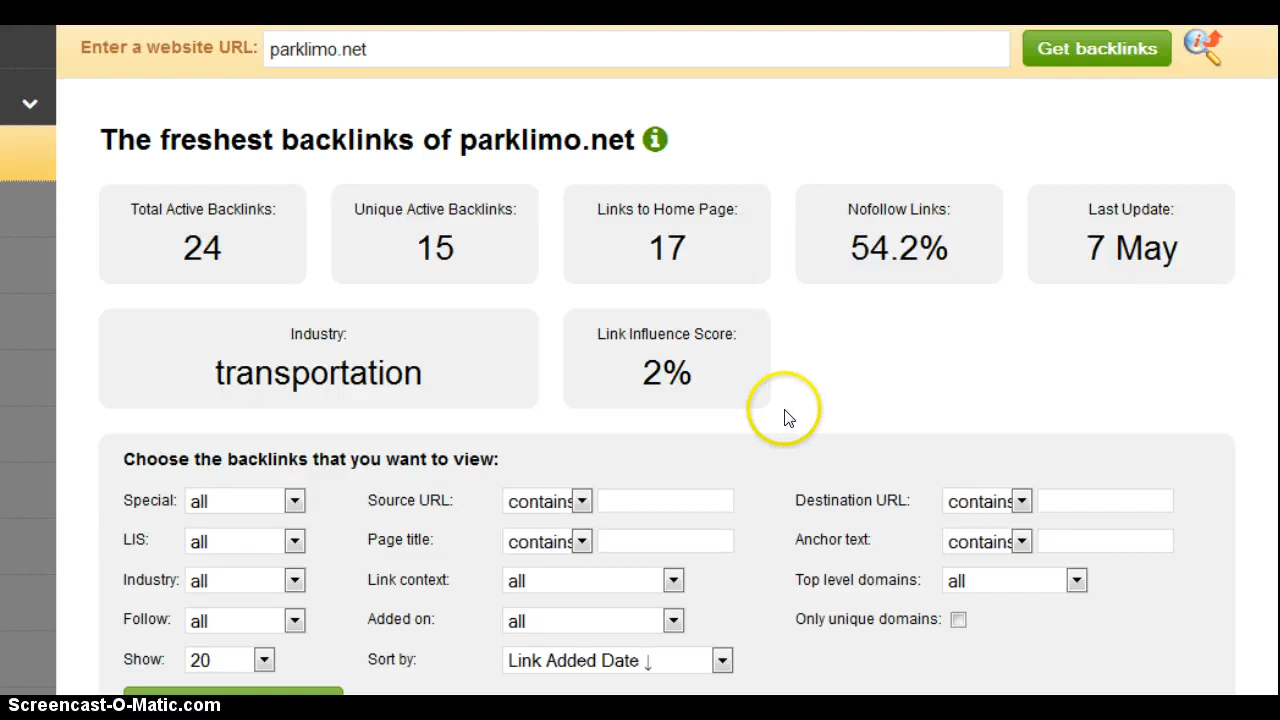 Enter a website URL: parklimo.net Get backlinks
The freshest backlinks of parklimo.net
Total Active Backlinks: Unique Active Backlinks: Links to Home Page: Nofollow Links: Last Update:
24 15 17 54.2% 7 May
Industry: Link Influence Score:
transportation 2%
Choose the backlinks that you want to view:
Special: all Source URL: contains Destination URL: contains
LIS: all Page title: contains Anchor text: contains
Industry: all Link context: all Top level domains: all
Follow: all Added on: all Only unique domains:
Show: 20 Sort by: Link Added Date ↓
Screencast-O-Matic.com